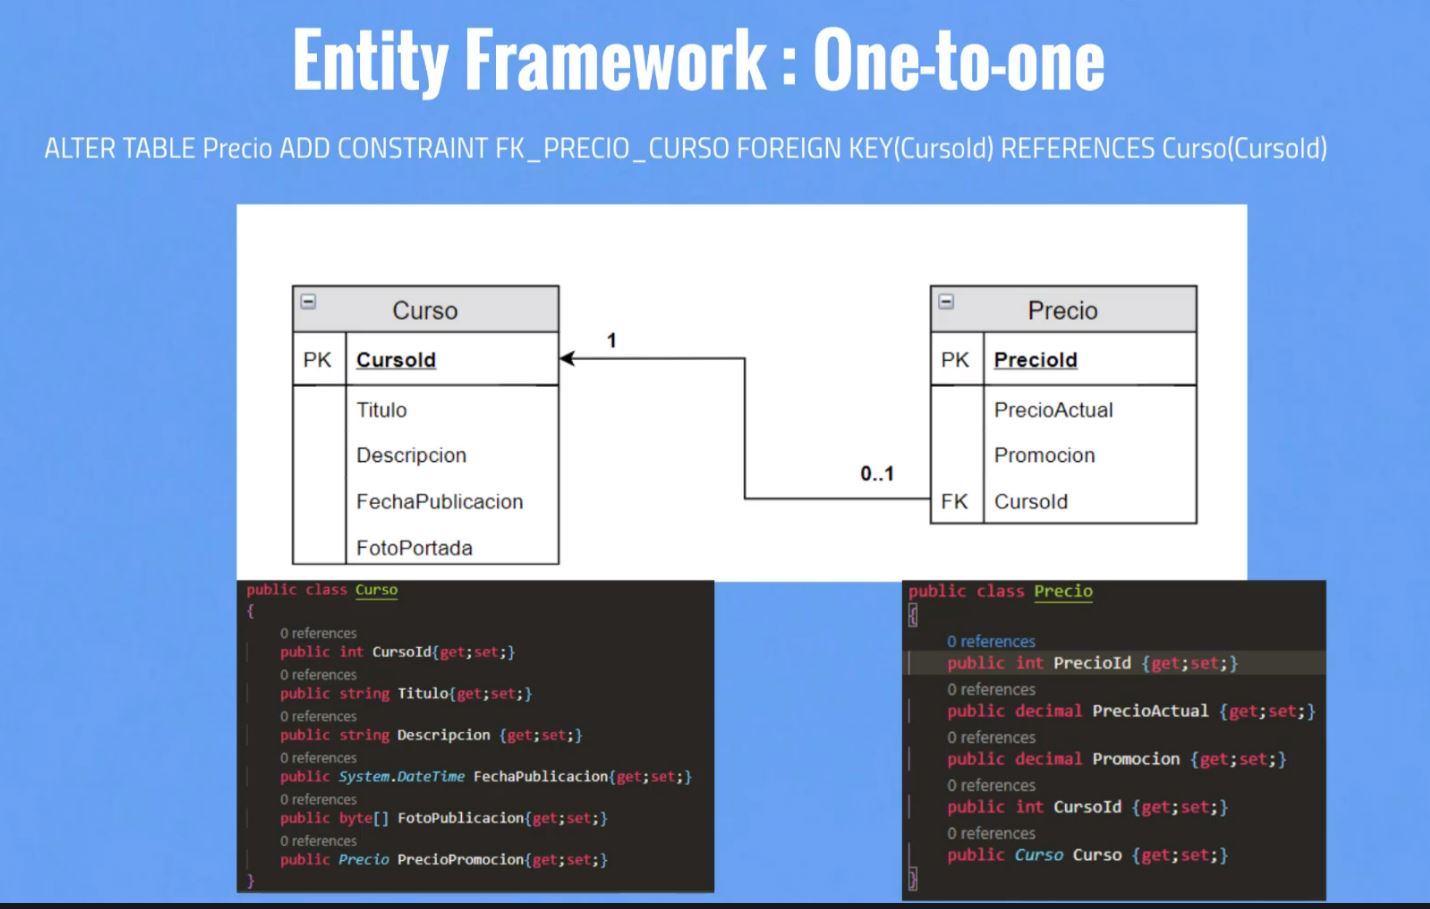 Entity Framework : One-to-one
ALTER TABLE Precio ADD CONSTRAINT FK_PRECIO_CURSO FOREIGN KEY(CursoId) REFERENCES Curso(CursoId)
Curso
PK CursoId
Titulo
Descripcion
FechaPublicacion
FotoPortada
1
0..1
Precio
PK PrecioId
PrecioActual
Promocion
FK CursoId
public class Curso
{
0 references
public int CursoId{get;set;}
0 references
public string Titulo{get;set;}
0 references
public string Descripcion {get;set;}
0 references
public System.DateTime FechaPublicacion{get;set;}
0 references
public byte[] FotoPublicacion{get;set;}
0 references
public Precio PrecioPromocion{get;set;}
}
public class Precio
{
0 references
public int PrecioId {get;set;}
0 references
public decimal PrecioActual {get;set;}
0 references
public decimal Promocion {get;set;}
0 references
public int CursoId {get;set;}
0 references
public Curso Curso {get;set;}
}